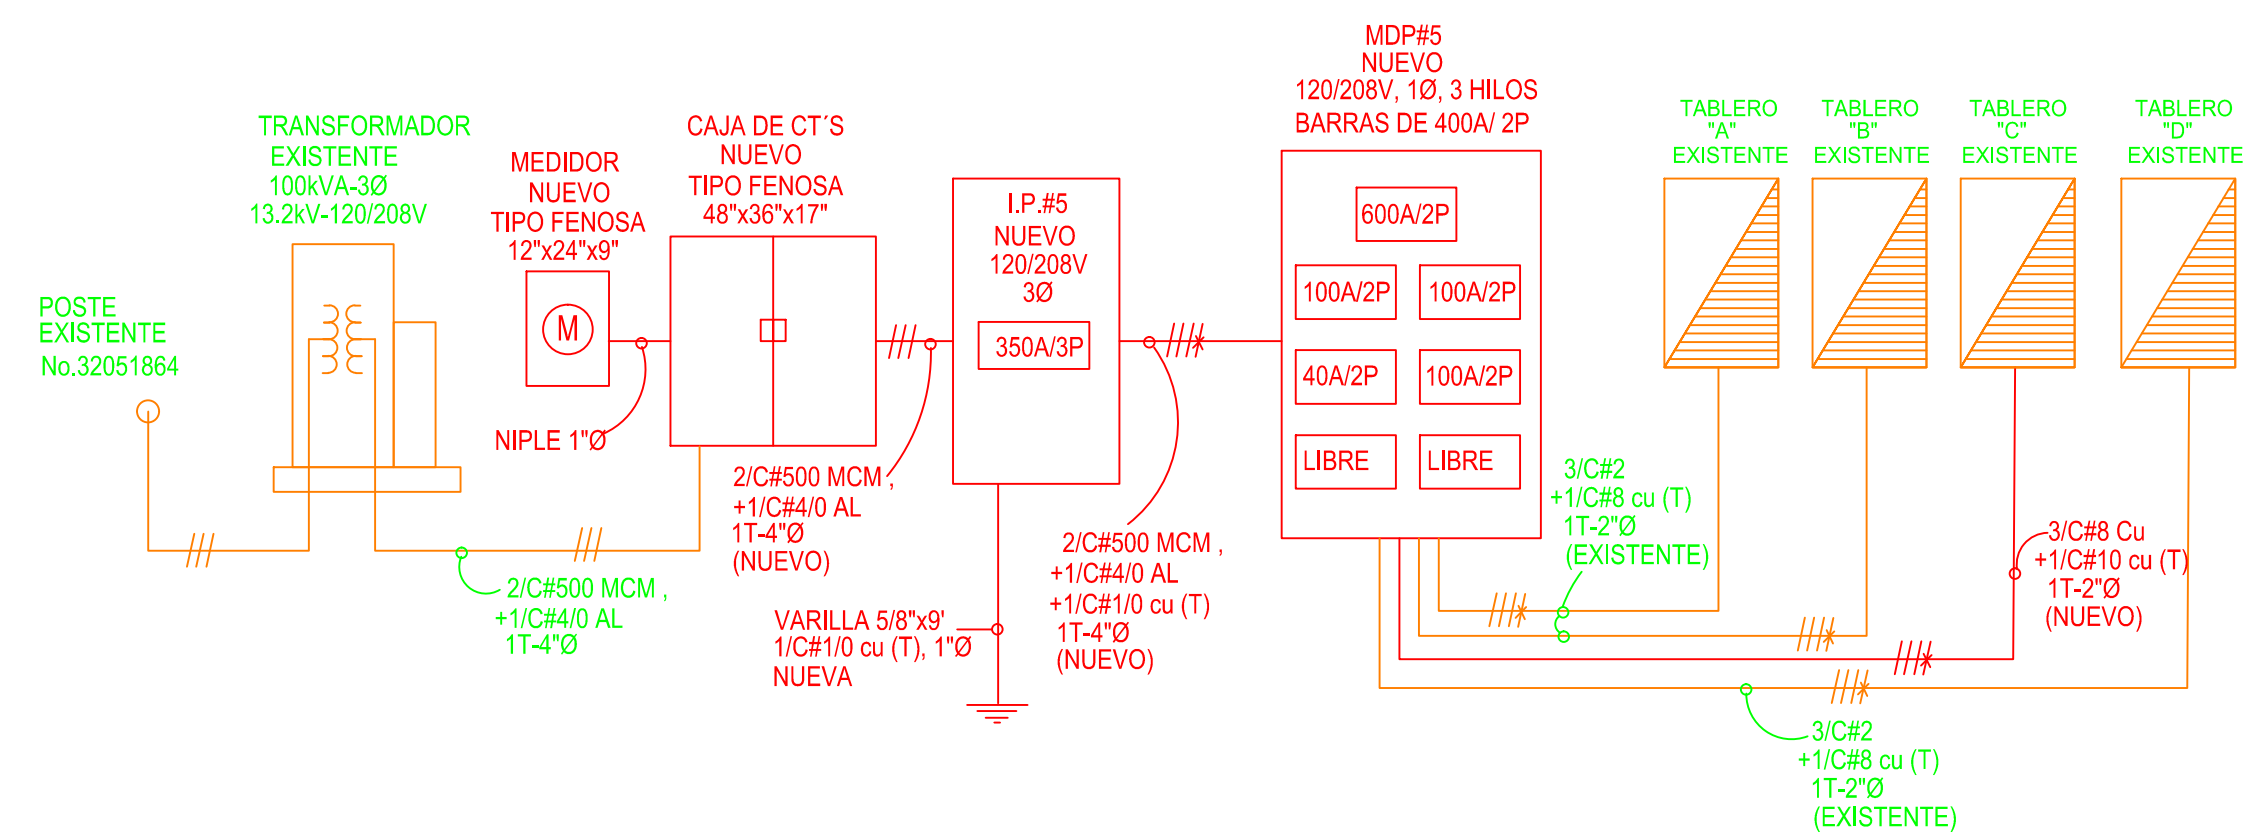 POSTE
EXISTENTE
No.32051864
TRANSFORMADOR
EXISTENTE
100kVA-3Ø
13.2kV-120/208V
2/C#500 MCM ,
+1/C#4/0 AL
1T-4"Ø
MEDIDOR
NUEVO
TIPO FENOSA
12"x24"x9"
M
NIPLE 1"Ø
CAJA DE CT´S
NUEVO
TIPO FENOSA
48"x36"x17"
2/C#500 MCM ,
+1/C#4/0 AL
1T-4"Ø
(NUEVO)
I.P.#5
NUEVO
120/208V
3Ø
350A/3P
VARILLA 5/8"x9'
1/C#1/0 cu (T), 1"Ø
NUEVA
2/C#500 MCM ,
+1/C#4/0 AL
+1/C#1/0 cu (T)
1T-4"Ø
(NUEVO)
MDP#5
NUEVO
120/208V, 1Ø, 3 HILOS
BARRAS DE 400A/ 2P
600A/2P
100A/2P
100A/2P
40A/2P
100A/2P
LIBRE
LIBRE
3/C#2
+1/C#8 cu (T)
1T-2"Ø
(EXISTENTE)
TABLERO
"A"
EXISTENTE
TABLERO
"B"
EXISTENTE
TABLERO
"C"
EXISTENTE
TABLERO
"D"
EXISTENTE
3/C#8 Cu
+1/C#10 cu (T)
1T-2"Ø
(NUEVO)
3/C#2
+1/C#8 cu (T)
1T-2"Ø
(EXISTENTE)